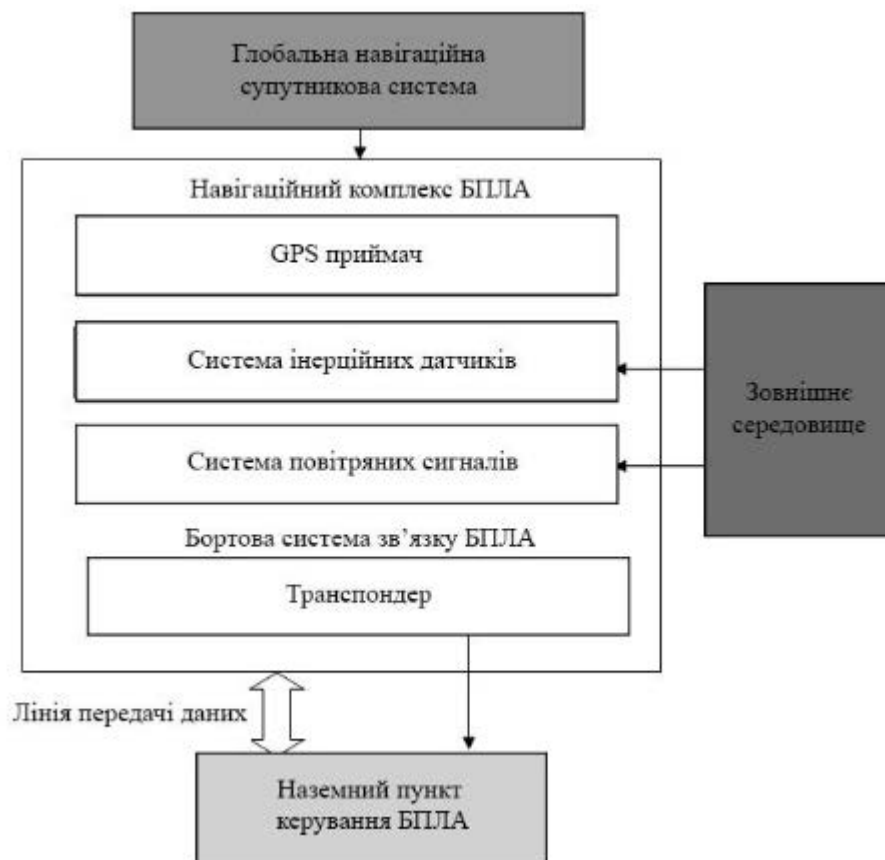 Глобальна навігаційна
супутникова система
Навігаційний комплекс БПЛА
GPS приймач
Система інерційних датчиків
Зовнішнє
середовище
Система повітряних сигналів
Бортова система зв’язку БПЛА
Транспондер
Лінія передачі даних
Наземний пункт
керування БПЛА